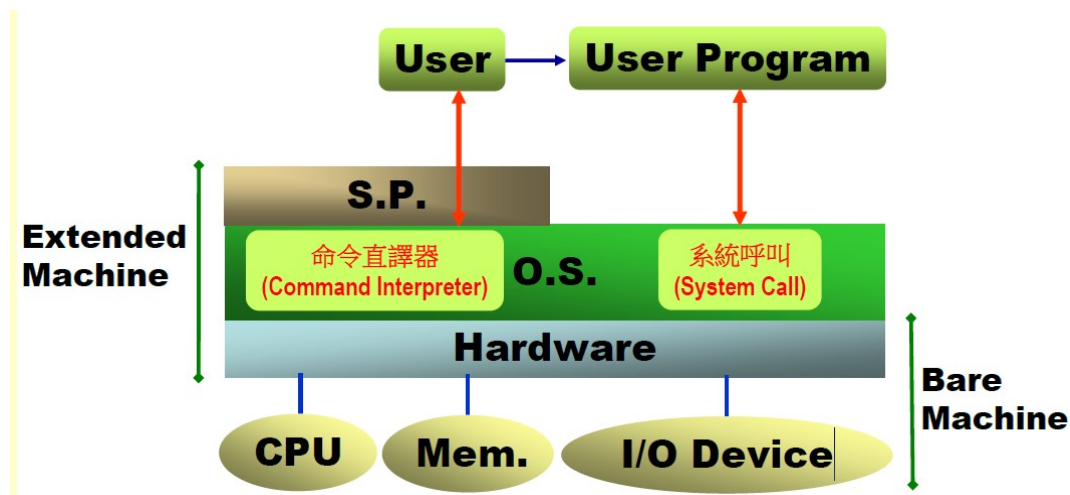 User
User Program
S.P.
Extended
Machine
命令直譯器
(Command Interpreter)
O.S.
系統呼叫
(System Call)
Hardware
Bare
Machine
CPU
Mem.
I/O Device